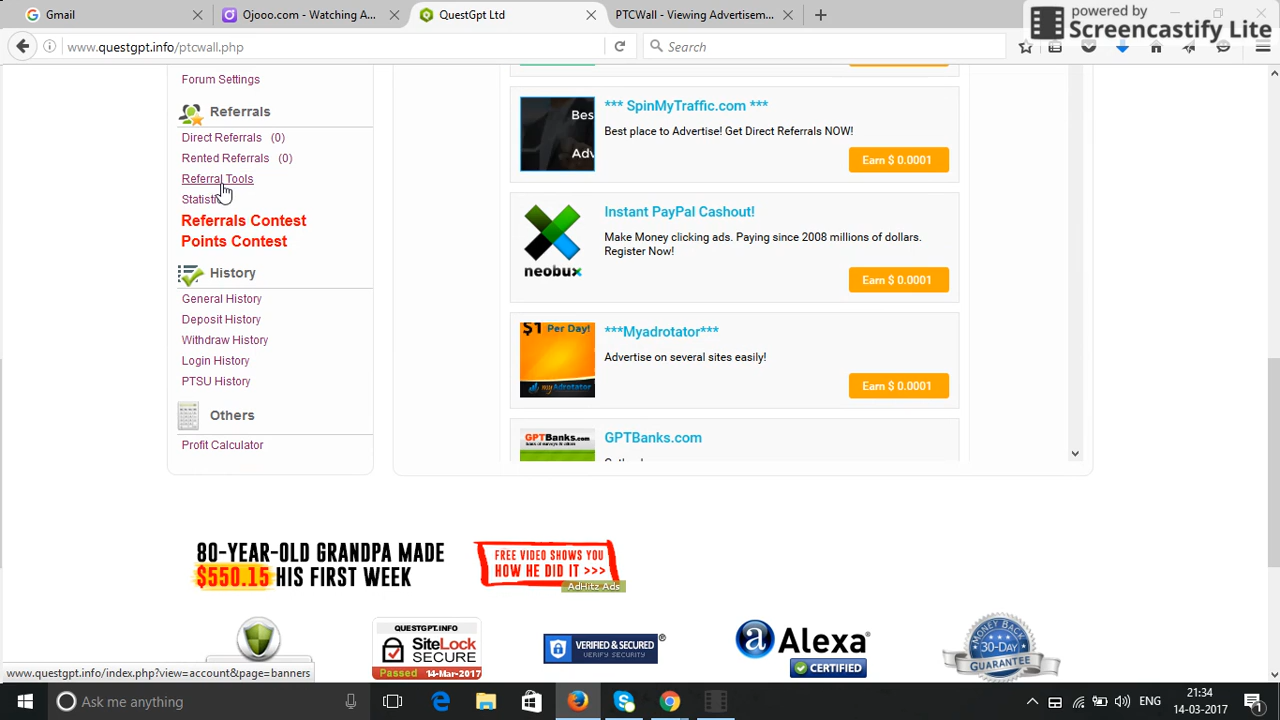 Gmail
Ojooo.com - Watching A...
QuestGpt Ltd
PTCWall - Viewing Advertisem...
powered by
Screencastify Lite
www.questgpt.info/ptcwall.php
Search
Forum Settings
Referrals
Direct Referrals (0)
Rented Referrals (0)
Referral Tools
Referrals Contest
Points Contest
History
General History
Deposit History
Withdraw History
Login History
PTSU History
Others
Profit Calculator
Bes
Adv
*** SpinMyTraffic.com ***
Best place to Advertise! Get Direct Referrals NOW!
Earn $ 0.0001
neobux
Instant PayPal Cashout!
Make Money clicking ads. Paying since 2008 millions of dollars.
Register Now!
Earn $ 0.0001
$1 Per Day!
myAdrotator
***Myadrotator***
Advertise on several sites easily!
Earn $ 0.0001
GPTBanks.com
GPTBanks.com
80-YEAR-OLD GRANDPA MADE
$550.15 HIS FIRST WEEK
FREE VIDEO SHOWS YOU
HOW HE DID IT >>>
AdHitz Ads
QUESTGPT.INFO
SiteLock
SECURE
Passed 14-Mar-2017
VERIFIED & SECURED
VERIFY SECURITY
Alexa
CERTIFIED
MONEY BACK
30-DAY
GUARANTEE
www.questgpt.info/index.php?view=account&page=banners
Ask me anything
ENG
21:34
14-03-2017